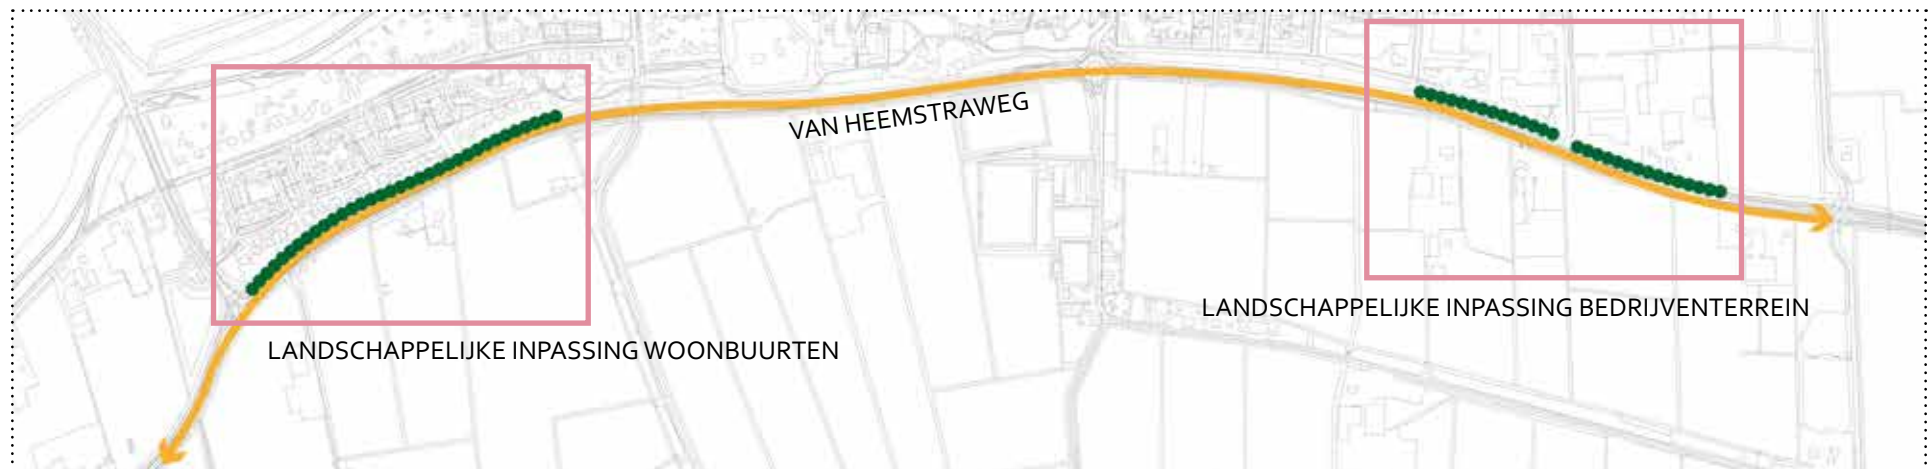 VAN HEEMSTRAWEG
LANDSCHAPPELIJKE INPASSING BEDRIJVENTERREIN
LANDSCHAPPELIJKE INPASSING WOONBUURTEN